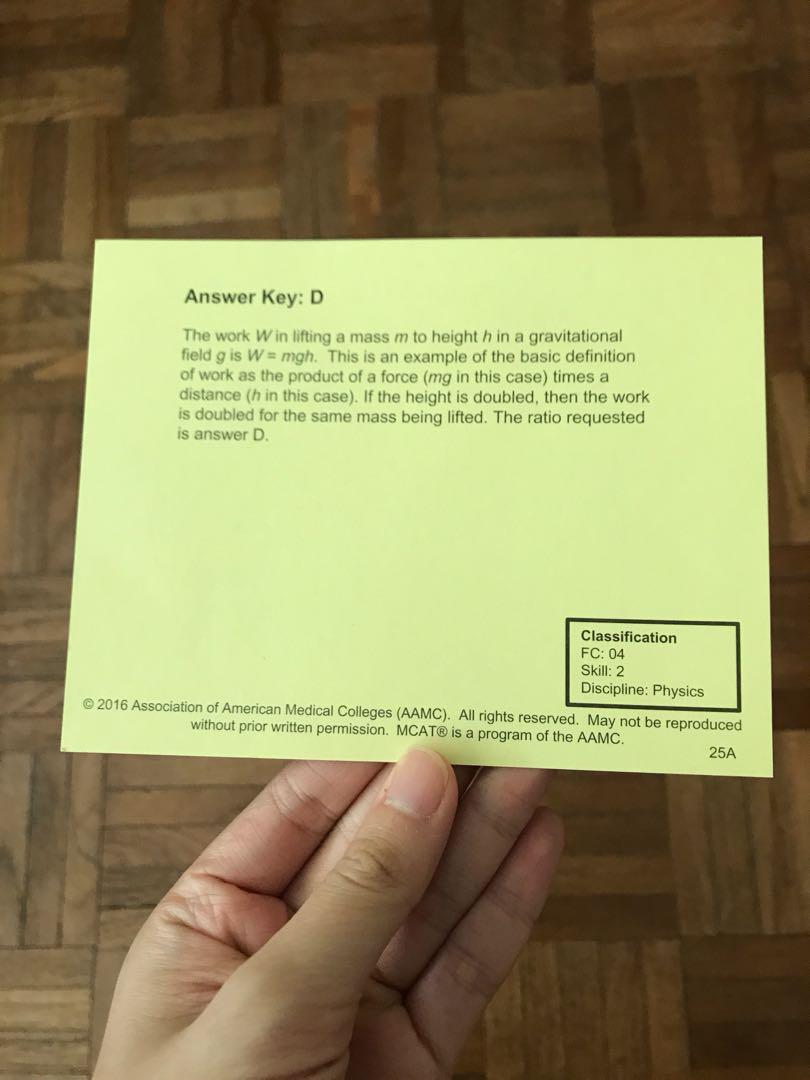 Answer Key: D
The work W in lifting a mass m to height h in a gravitational
field g is W = mgh. This is an example of the basic definition
of work as the product of a force (mg in this case) times a
distance (h in this case). If the height is doubled, then the work
is doubled for the same mass being lifted. The ratio requested
is answer D.
Classification
FC: 04
Skill: 2
Discipline: Physics
© 2016 Association of American Medical Colleges (AAMC). All rights reserved. May not be reproduced
without prior written permission. MCAT® is a program of the AAMC.
25A